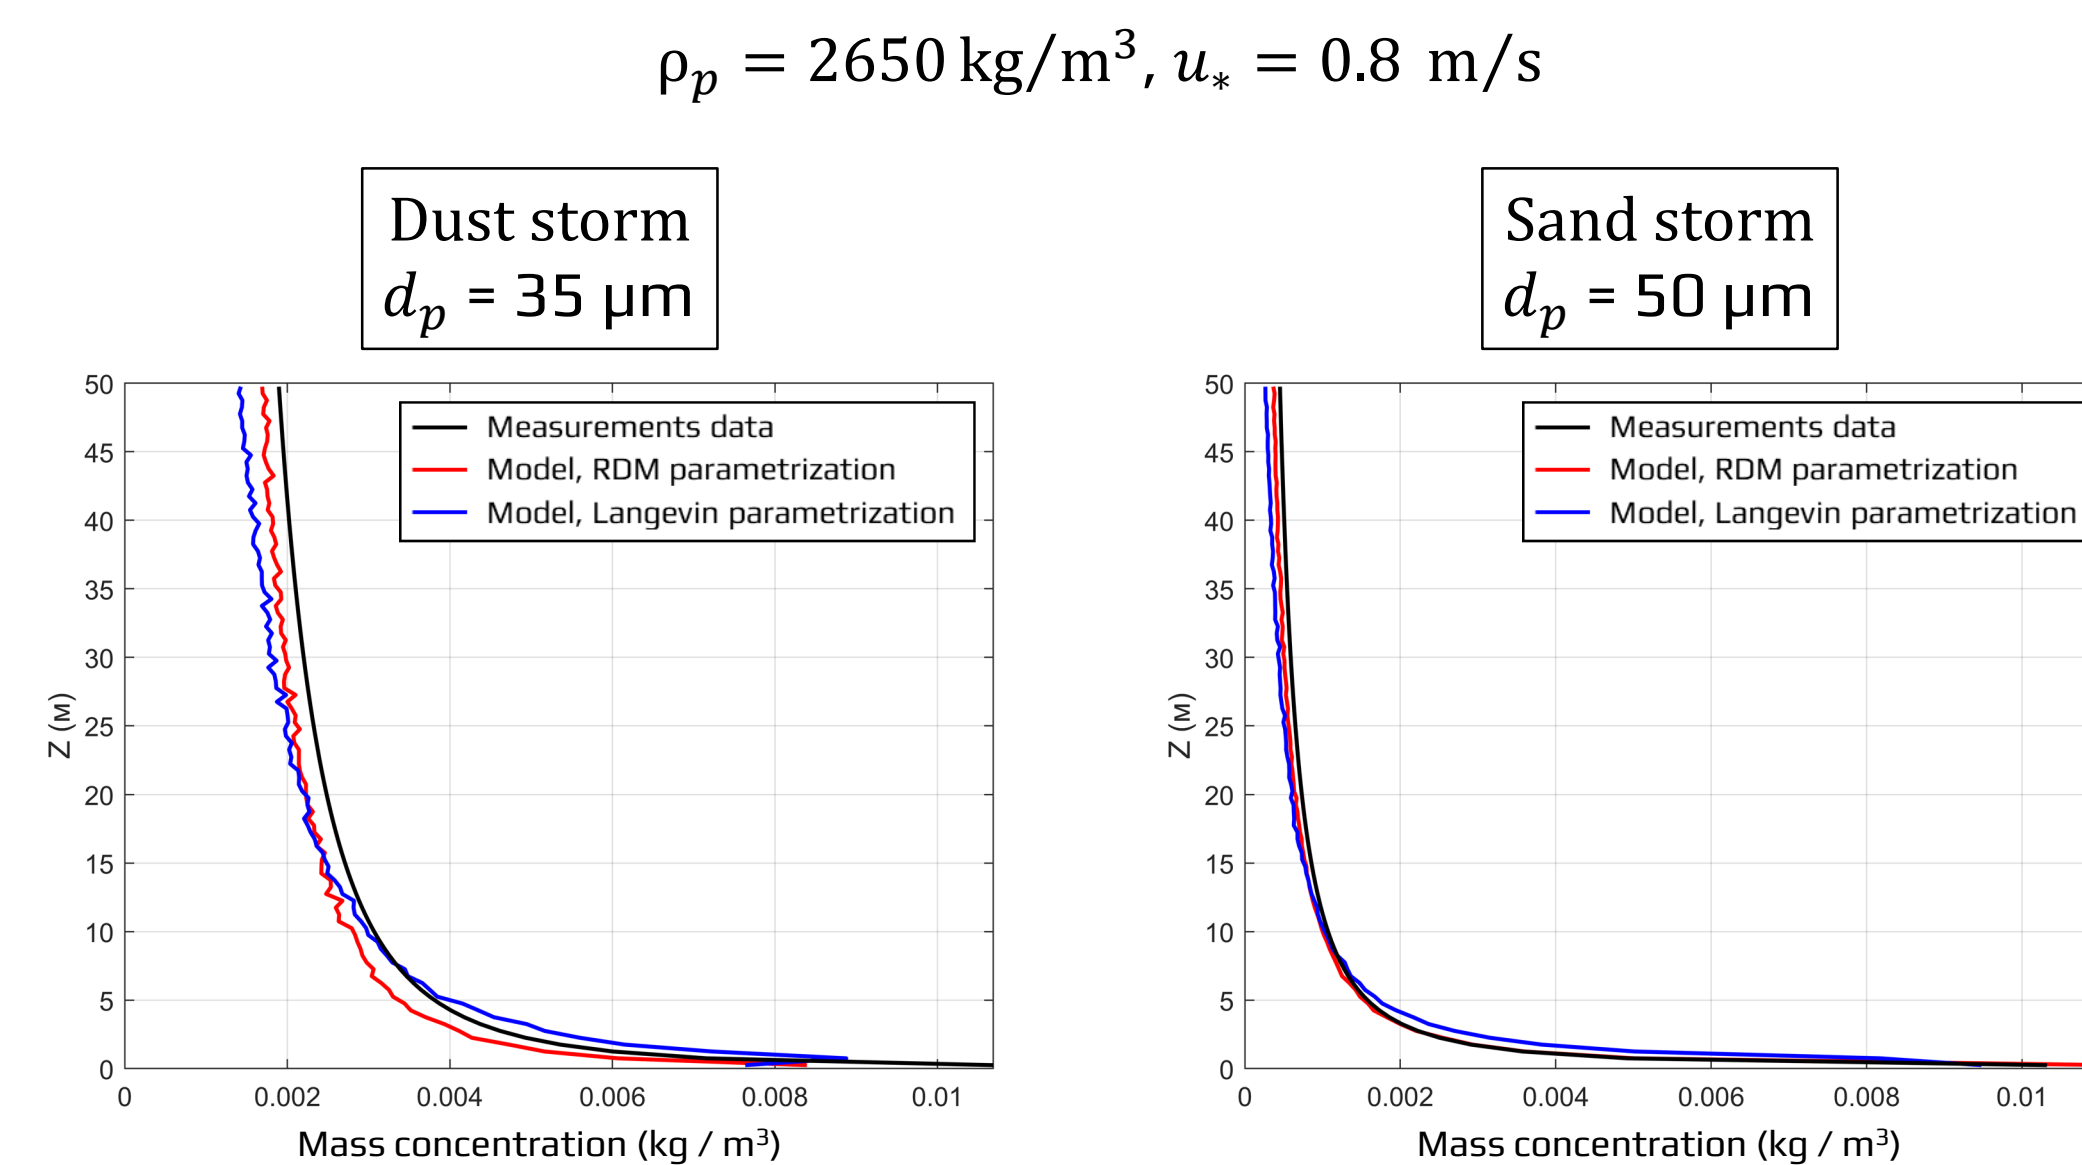 ρₚ = 2650 kg/m³, u* = 0.8 m/s
Dust storm
dₚ = 35 μm
50
45
40
35
30
25
20
15
10
5
0
Z (м)
Measurements data
Model, RDM parametrization
Model, Langevin parametrization
0 0.002 0.004 0.006 0.008 0.01
Mass concentration (kg / m³)
Sand storm
dₚ = 50 μm
50
45
40
35
30
25
20
15
10
5
0
Z (м)
Measurements data
Model, RDM parametrization
Model, Langevin parametrization
0 0.002 0.004 0.006 0.008 0.01
Mass concentration (kg / m³)